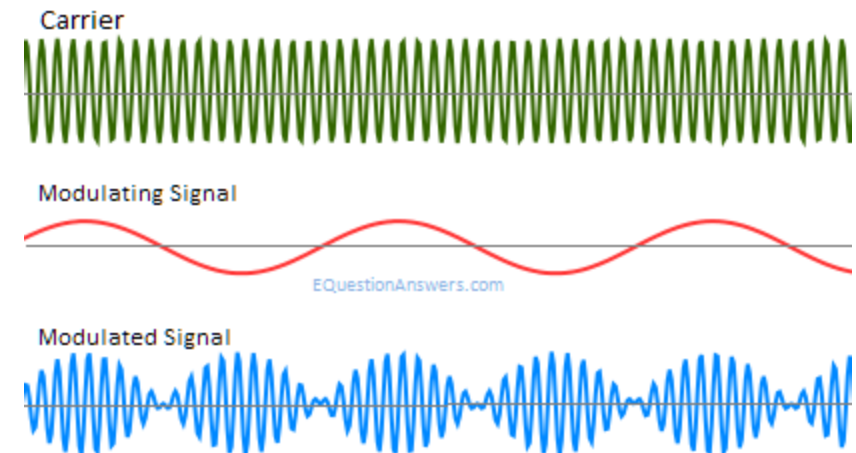 Carrier
Modulating Signal
EQuestionAnswers.com
Modulated Signal